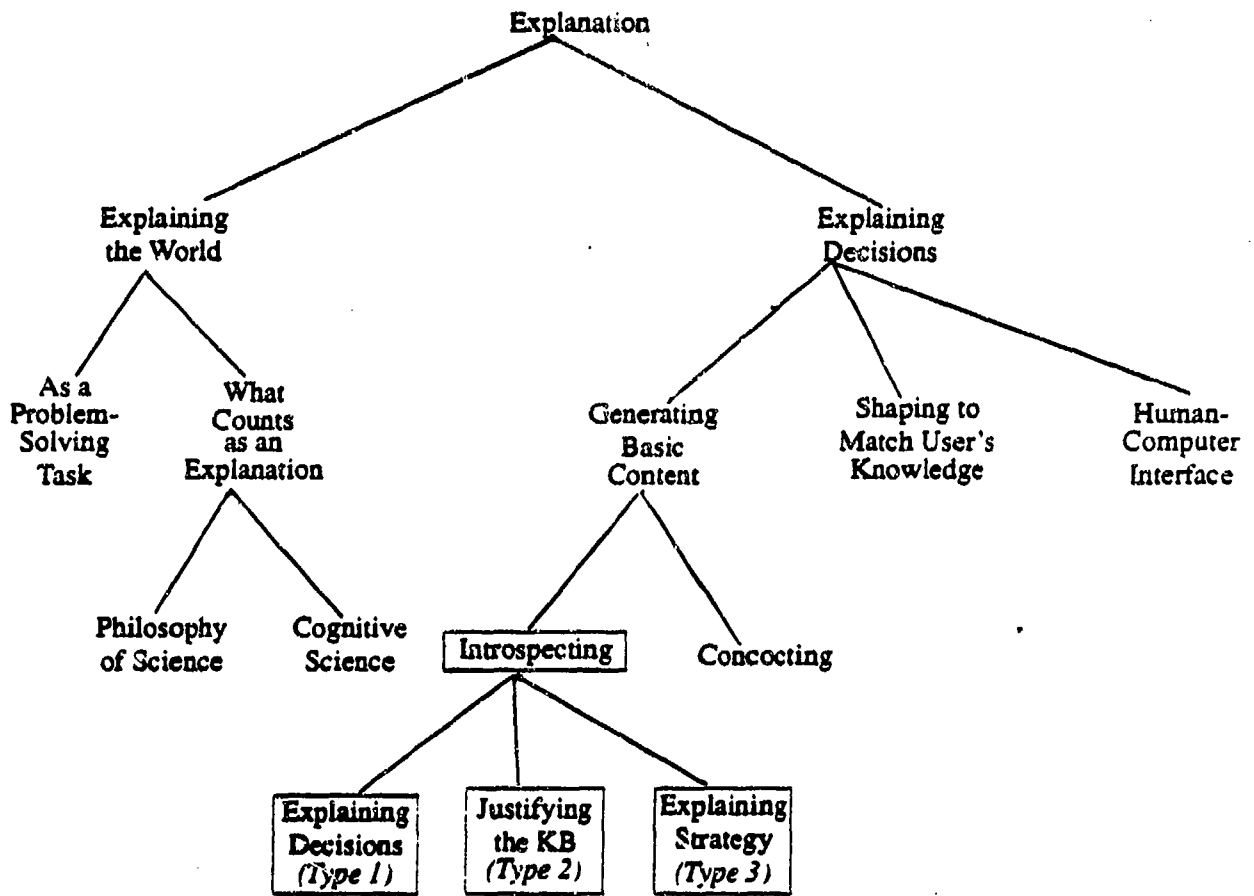 Explanation
Explaining
the World
Explaining
Decisions
As a
Problem-
Solving
Task
What
Counts
as an
Explanation
Generating
Basic
Content
Shaping to
Match User's
Knowledge
Human-
Computer
Interface
Philosophy
of Science
Cognitive
Science
Introspecting
Concocting
Explaining
Decisions
(Type 1)
Justifying
the KB
(Type 2)
Explaining
Strategy
(Type 3)